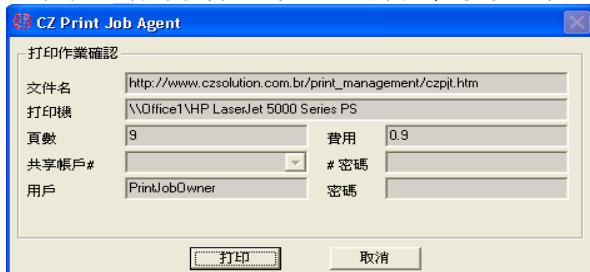 CZ Print Job Agent
打印作業確認
文件名 http://www.czsolution.com.br/print_management/czpjt.htm
打印機 \\Office1\HP LaserJet 5000 Series PS
頁數 9 費用 0.9
共享帳戶# # 密碼
用戶 PrintJobOwner 密碼
打印 取消